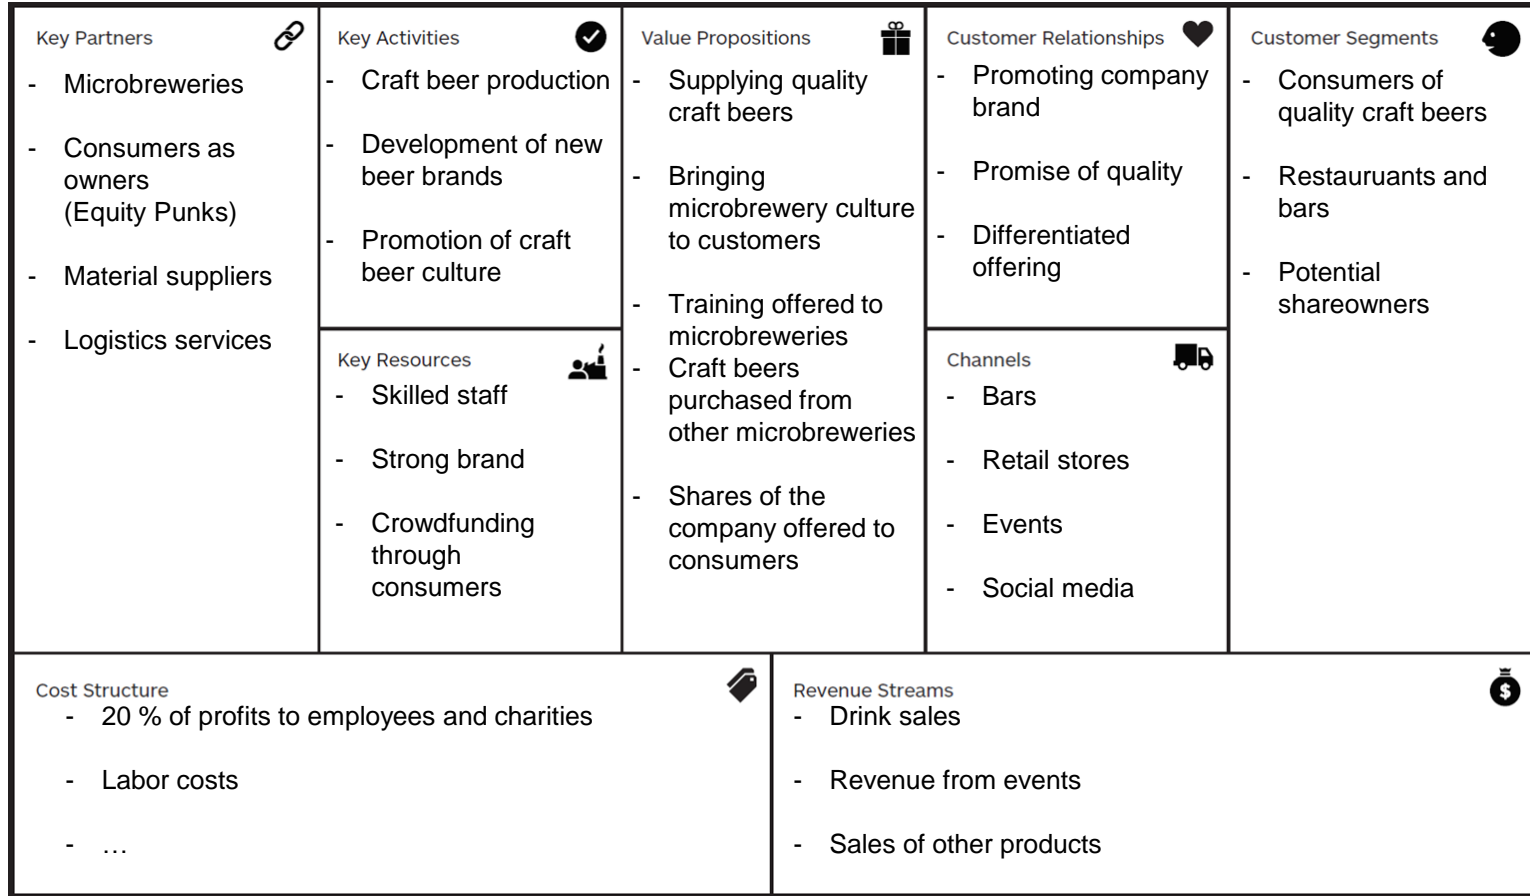 Key Partners
- Microbreweries
- Consumers as
owners
(Equity Punks)
- Material suppliers
- Logistics services
Key Activities
- Craft beer production
- Development of new
beer brands
- Promotion of craft
beer culture
Key Resources
- Skilled staff
- Strong brand
- Crowdfunding
through
consumers
Value Propositions
- Supplying quality
craft beers
- Bringing
microbrewery culture
to customers
- Training offered to
microbreweries
- Craft beers
purchased from
other microbreweries
- Shares of the
company offered to
consumers
Customer Relationships
- Promoting company
brand
- Promise of quality
- Differentiated
offering
Channels
- Bars
- Retail stores
- Events
- Social media
Customer Segments
- Consumers of
quality craft beers
- Restauruants and
bars
- Potential
shareowners
Cost Structure
- 20 % of profits to employees and charities
- Labor costs
- …
Revenue Streams
$
- Drink sales
- Revenue from events
- Sales of other products